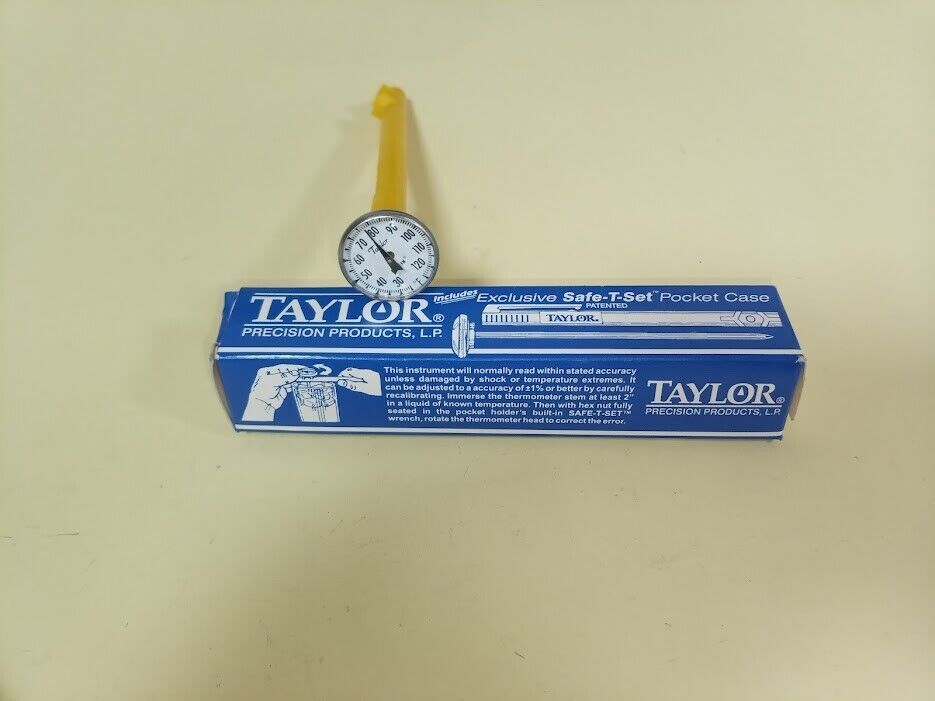 30
40
50
60
70
80
90
100
110
120
°F
Taylor
TAYLOR®
PRECISION PRODUCTS, L.P.
Includes Exclusive Safe-T-Set™ Pocket Case
PATENTED
TAYLOR®
This instrument will normally read within stated accuracy
unless damaged by shock or temperature extremes. It
can be adjusted to a accuracy of ±1% or better by carefully
recalibrating. Immerse the thermometer stem at least 2"
in a liquid of known temperature. Then with hex nut fully
seated in the pocket holder's built-in SAFE-T-SET™
wrench, rotate the thermometer head to correct the error.
TAYLOR®
PRECISION PRODUCTS, L.P.